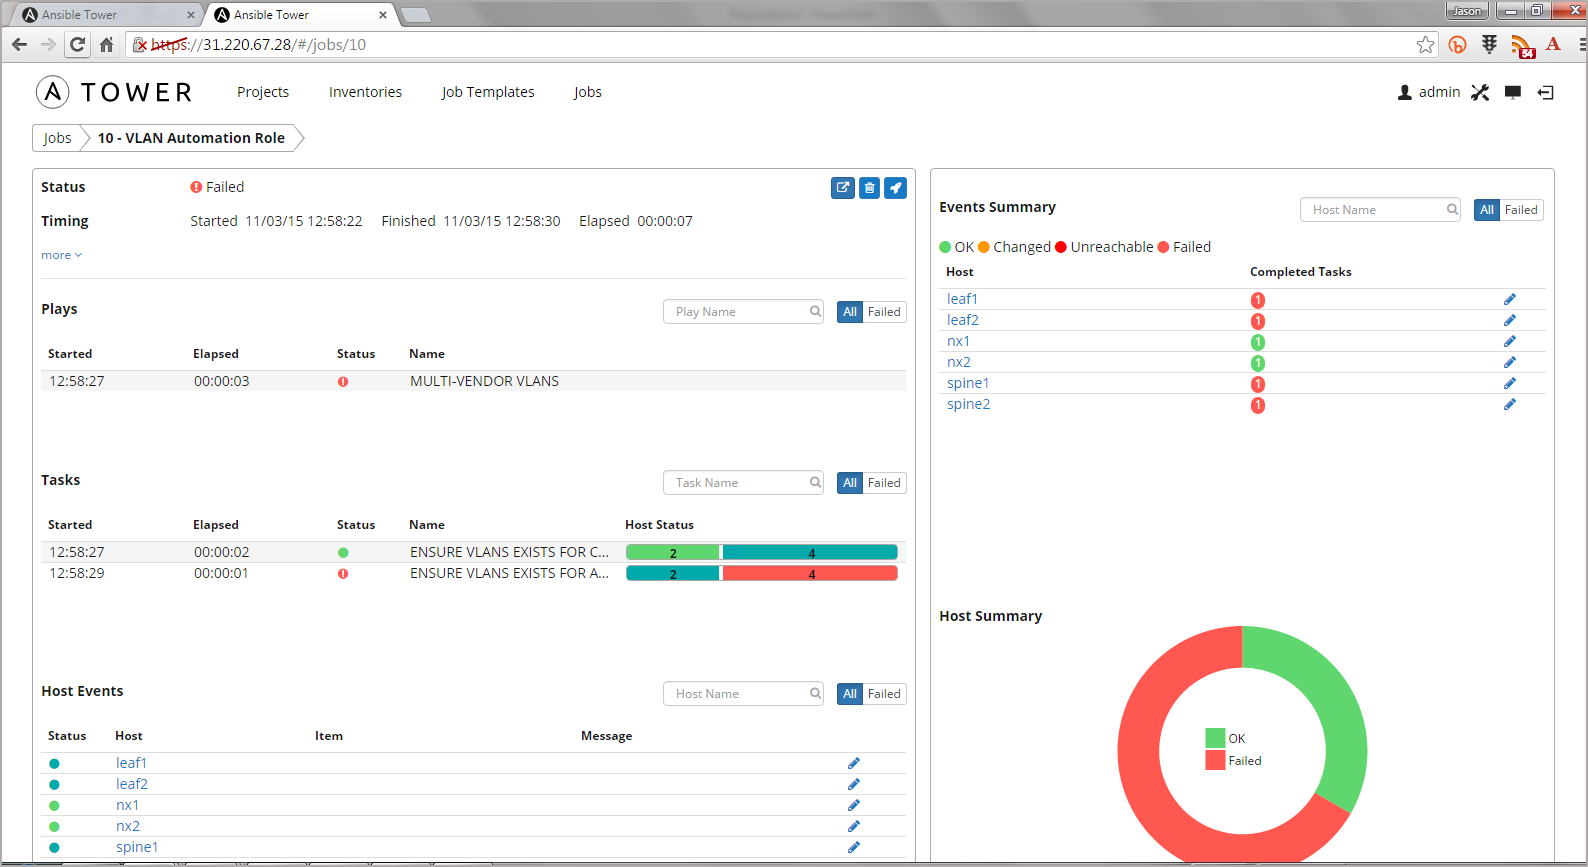 Ansible Tower
Ansible Tower
Jason
https://31.220.67.28/#/jobs/10
54
A
TOWER
Projects
Inventories
Job Templates
Jobs
admin
Jobs
10 - VLAN Automation Role
Status
Failed
Timing
Started 11/03/15 12:58:22 Finished 11/03/15 12:58:30 Elapsed 00:00:07
more
Plays
Play Name
All
Failed
Started Elapsed Status Name
12:58:27 00:00:03 MULTI-VENDOR VLANS
Tasks
Task Name
All
Failed
Started Elapsed Status Name Host Status
12:58:27 00:00:02 ENSURE VLANS EXISTS FOR C... 2 4
12:58:29 00:00:01 ENSURE VLANS EXISTS FOR A... 2 4
Host Events
Host Name
All
Failed
Status Host Item Message
leaf1
leaf2
nx1
nx2
spine1
Events Summary
Host Name
All
Failed
OK Changed Unreachable Failed
Host Completed Tasks
leaf1 1
leaf2 1
nx1 1
nx2 1
spine1 1
spine2 1
Host Summary
OK
Failed